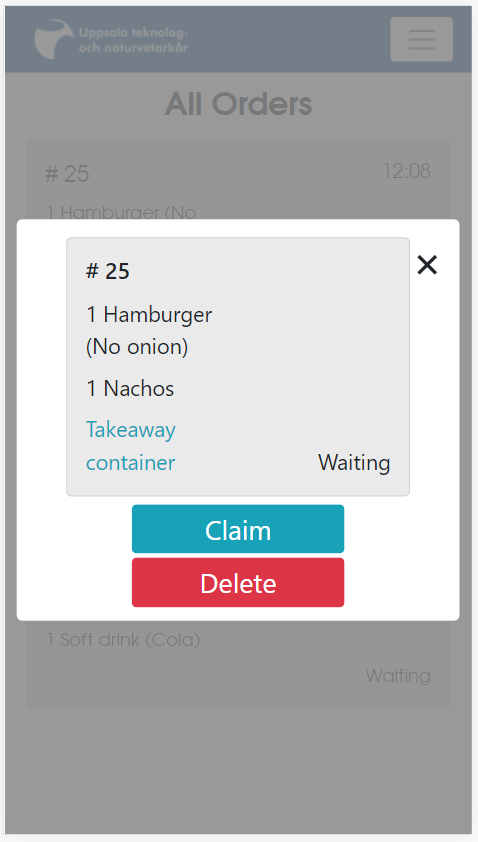 Uppsala teknolog-
och naturvetarkår
All Orders
# 25
12:08
1 Hamburger (No
# 25
1 Hamburger
(No onion)
1 Nachos
Takeaway
container
Waiting
Claim
Delete
1 Soft drink (Cola)
Waiting